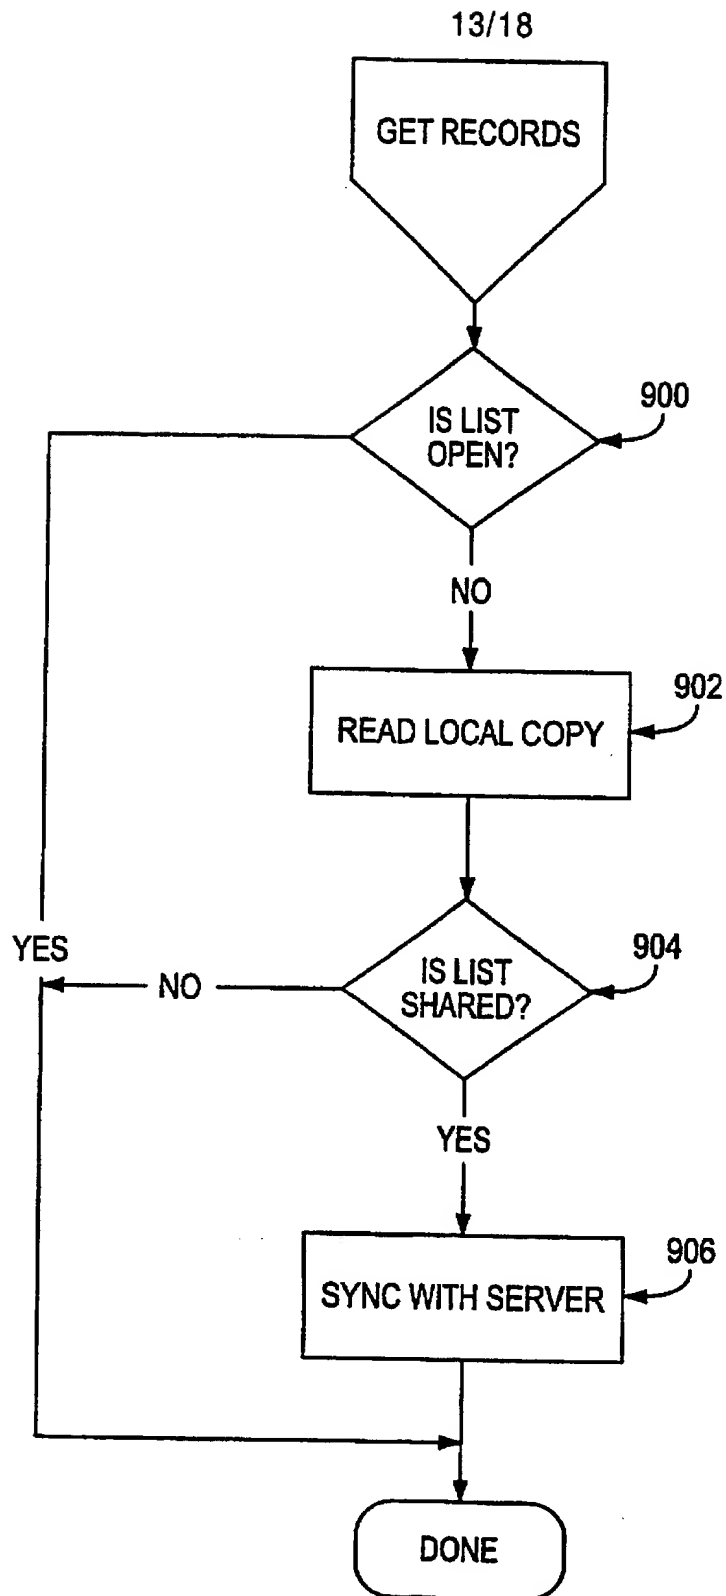 13/18
GET RECORDS
IS LIST
OPEN?
900
NO
READ LOCAL COPY
902
YES
NO
IS LIST
SHARED?
904
YES
SYNC WITH SERVER
906
DONE